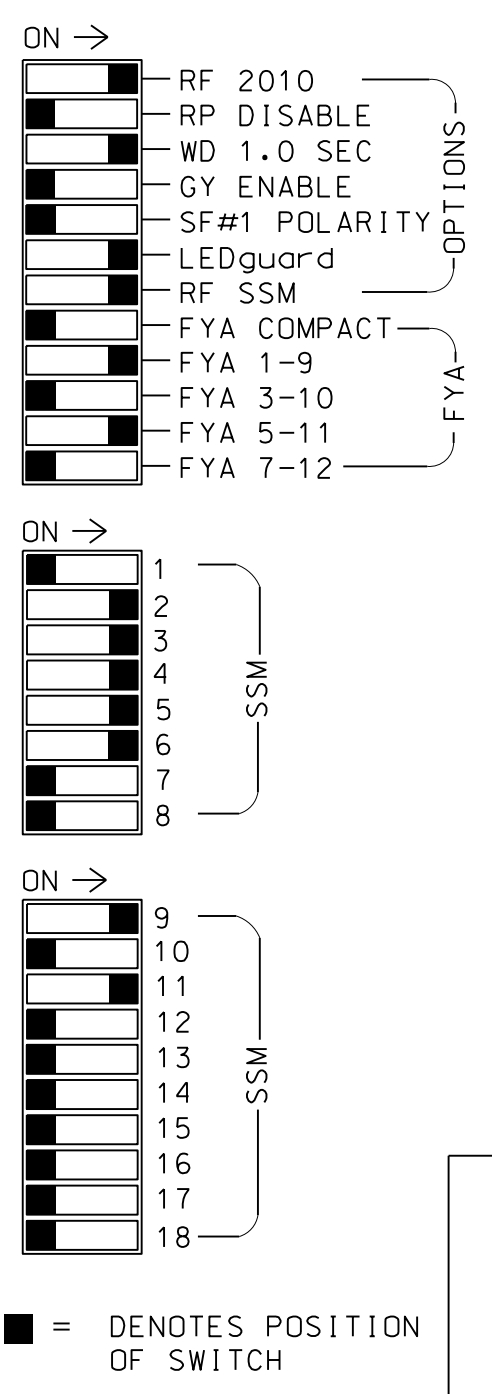 ON →
RF 2010
RP DISABLE
WD 1.0 SEC
GY ENABLE
SF#1 POLARITY
LEDguard
RF SSM
OPTIONS
FYA COMPACT
FYA 1-9
FYA 3-10
FYA 5-11
FYA 7-12
FYA
ON →
1
2
3
4
5
6
7
8
SSM
ON →
9
10
11
12
13
14
15
16
17
18
SSM
= DENOTES POSITION
OF SWITCH